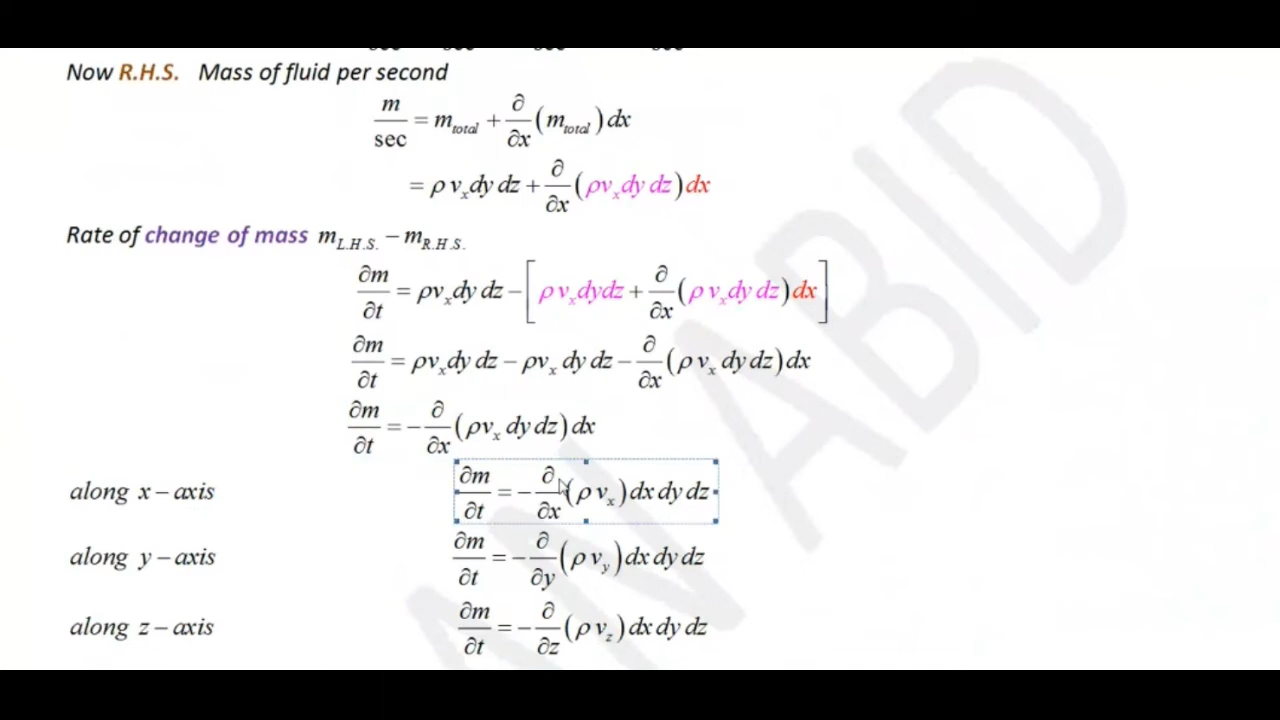 Now R.H.S. Mass of fluid per second
m/sec = m_total + ∂/∂x (m_total) dx
= ρ v_x dy dz + ∂/∂x (ρv_x dy dz) dx
Rate of change of mass m_L.H.S. − m_R.H.S.
∂m/∂t = ρv_x dy dz − [ρ v_x dydz + ∂/∂x (ρ v_x dy dz) dx]
∂m/∂t = ρv_x dy dz − ρv_x dy dz − ∂/∂x (ρ v_x dy dz) dx
∂m/∂t = − ∂/∂x (ρv_x dy dz) dx
along x − axis ∂m/∂t = − ∂/∂x (ρ v_x) dx dy dz
along y − axis ∂m/∂t = − ∂/∂y (ρ v_y) dx dy dz
along z − axis ∂m/∂t = − ∂/∂z (ρ v_z) dx dy dz
AN ABID